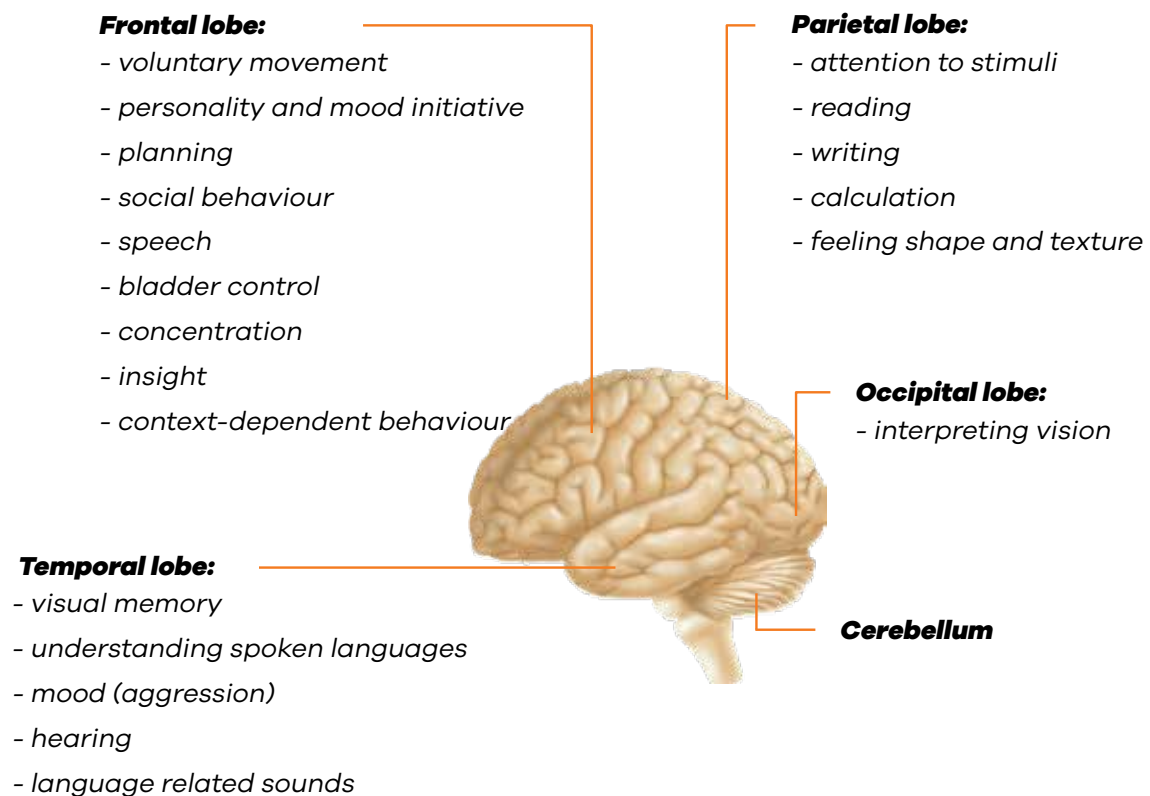 Frontal lobe:
- voluntary movement
- personality and mood initiative
- planning
- social behaviour
- speech
- bladder control
- concentration
- insight
- context-dependent behaviour
Parietal lobe:
- attention to stimuli
- reading
- writing
- calculation
- feeling shape and texture
Occipital lobe:
- interpreting vision
Temporal lobe:
- visual memory
- understanding spoken languages
- mood (aggression)
- hearing
- language related sounds
Cerebellum